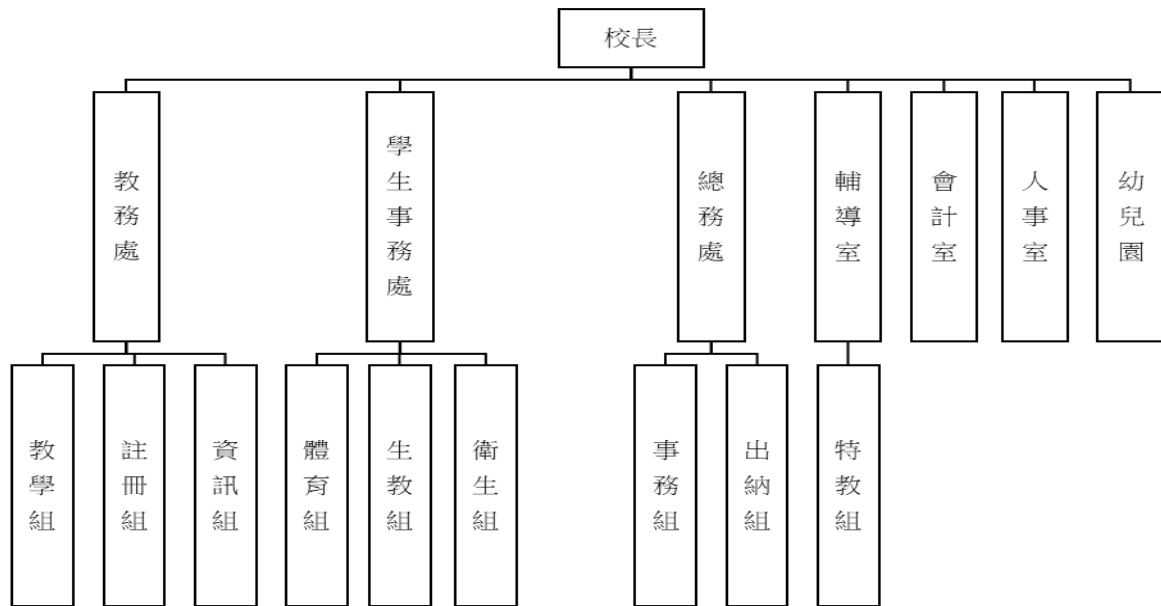 校長
教務處
學生事務處
總務處
輔導室
會計室
人事室
幼兒園
教學組
註冊組
資訊組
體育組
生教組
衛生組
事務組
出納組
特教組